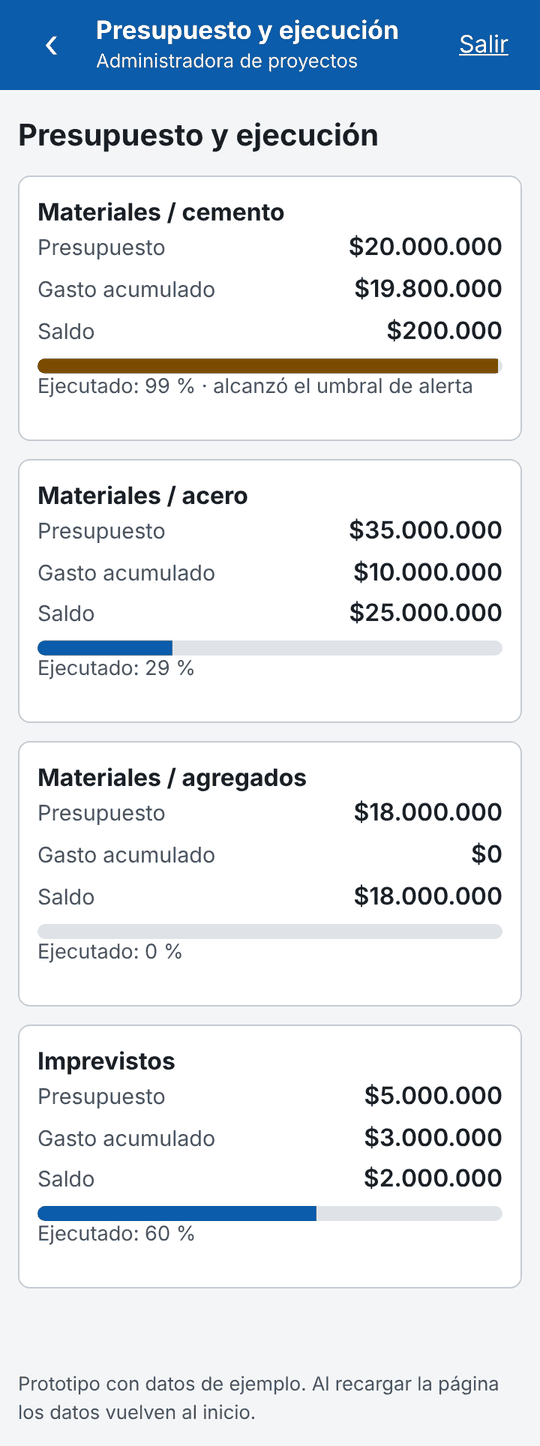 Presupuesto y ejecución
Administradora de proyectos
Salir
Presupuesto y ejecución
Materiales / cemento
Presupuesto $20.000.000
Gasto acumulado $19.800.000
Saldo $200.000
Ejecutado: 99 % · alcanzó el umbral de alerta
Materiales / acero
Presupuesto $35.000.000
Gasto acumulado $10.000.000
Saldo $25.000.000
Ejecutado: 29 %
Materiales / agregados
Presupuesto $18.000.000
Gasto acumulado $0
Saldo $18.000.000
Ejecutado: 0 %
Imprevistos
Presupuesto $5.000.000
Gasto acumulado $3.000.000
Saldo $2.000.000
Ejecutado: 60 %
Prototipo con datos de ejemplo. Al recargar la página
los datos vuelven al inicio.